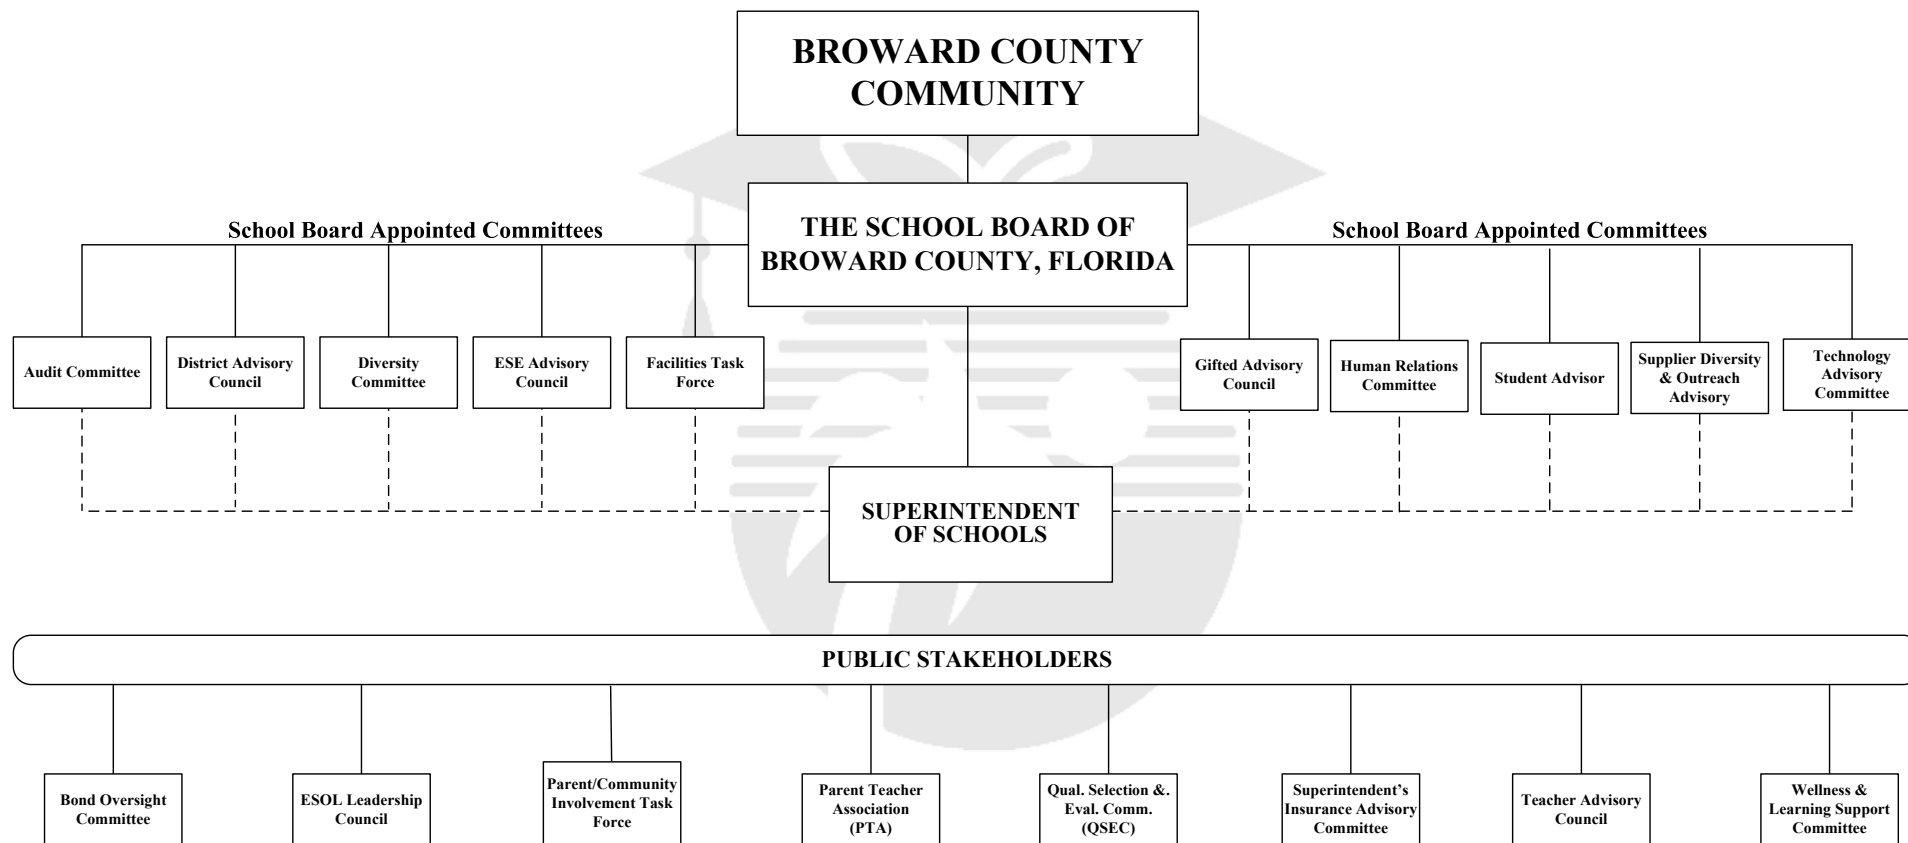 BROWARD COUNTY
COMMUNITY
THE SCHOOL BOARD OF
BROWARD COUNTY, FLORIDA
School Board Appointed Committees
School Board Appointed Committees
Audit Committee
District Advisory
Council
Diversity
Committee
ESE Advisory
Council
Facilities Task
Force
Gifted Advisory
Council
Human Relations
Committee
Student Advisor
Supplier Diversity
& Outreach
Advisory
Technology
Advisory
Committee
SUPERINTENDENT
OF SCHOOLS
PUBLIC STAKEHOLDERS
Bond Oversight
Committee
ESOL Leadership
Council
Parent/Community
Involvement Task
Force
Parent Teacher
Association
(PTA)
Qual. Selection &.
Eval. Comm.
(QSEC)
Superintendent’s
Insurance Advisory
Committee
Teacher Advisory
Council
Wellness &
Learning Support
Committee